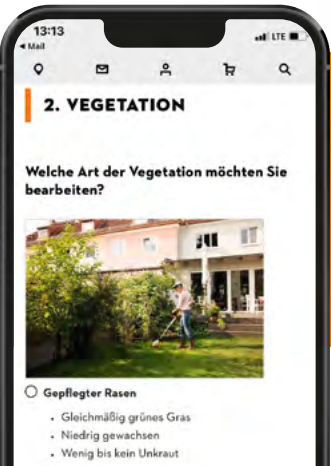 13:13
LTE
◄ Mail
2. VEGETATION
Welche Art der Vegetation möchten Sie
bearbeiten?
Gepflegter Rasen
• Gleichmäßig grünes Gras
• Niedrig gewachsen
• Wenig bis kein Unkraut